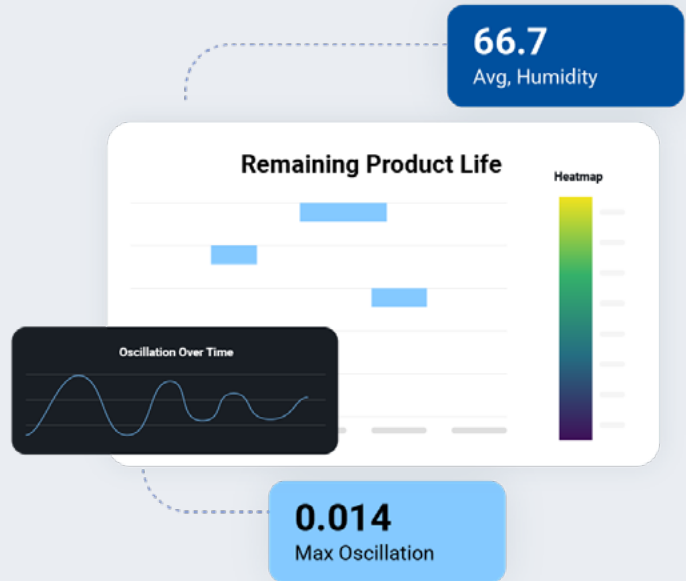 66.7
Avg, Humidity
Remaining Product Life
Heatmap
Oscillation Over Time
0.014
Max Oscillation